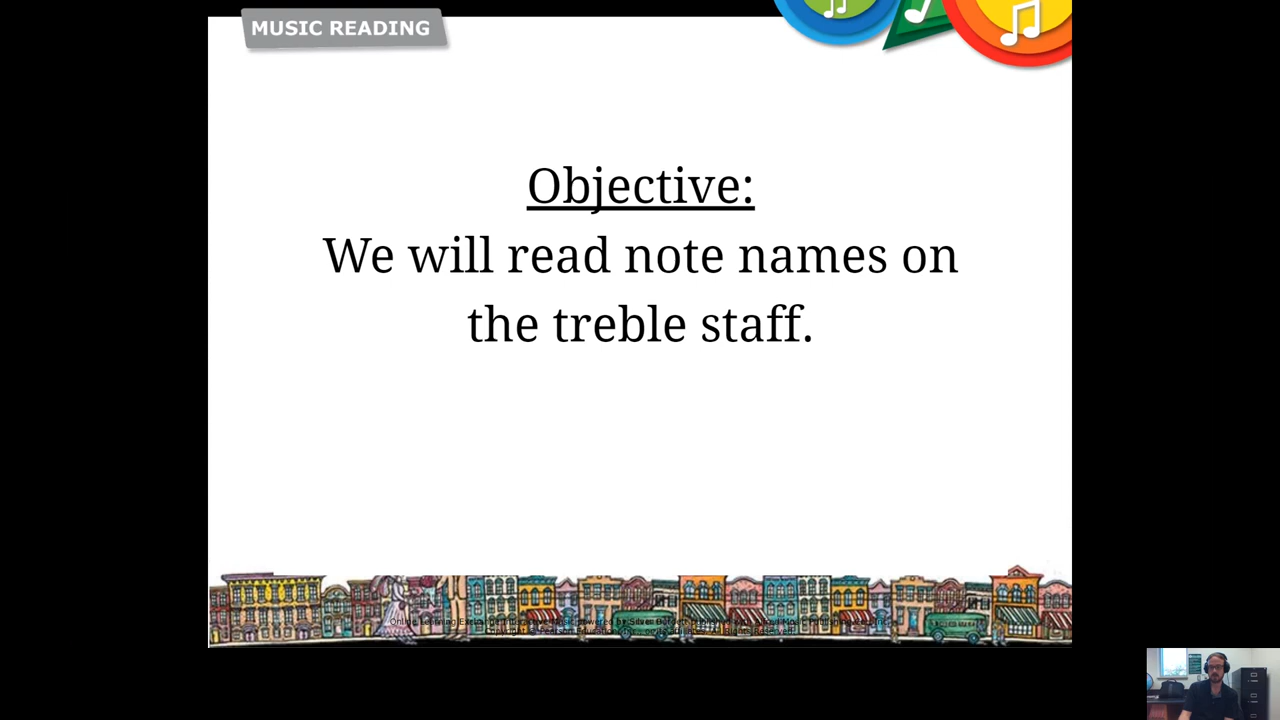 MUSIC READING
Objective:
We will read note names on
the treble staff.